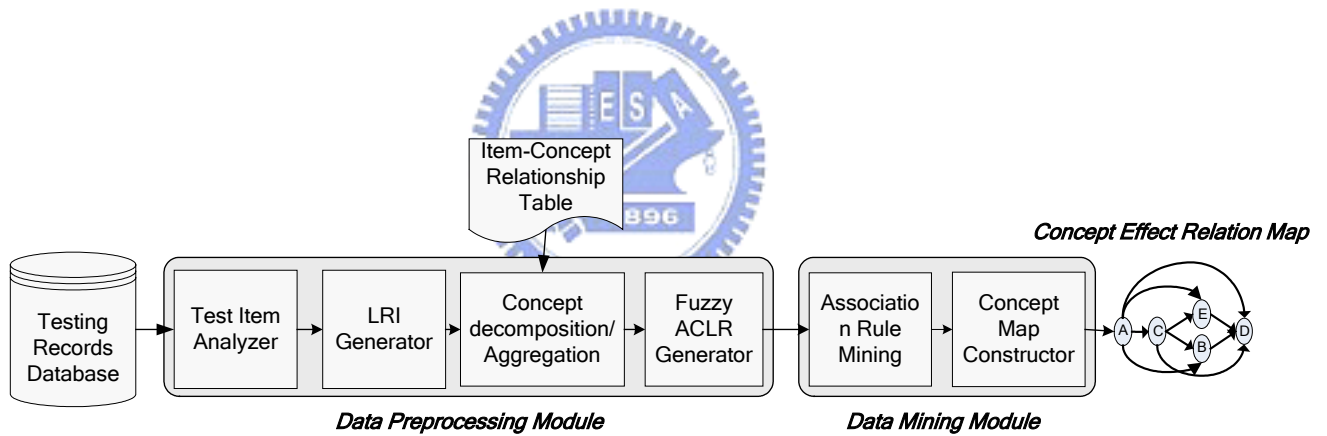 E S A
1896
Item-Concept
Relationship
Table
Concept Effect Relation Map
Testing
Records
Database
Test Item
Analyzer
LRI
Generator
Concept
decomposition/
Aggregation
Fuzzy
ACLR
Generator
Associatio
n Rule
Mining
Concept
Map
Constructor
A
C
E
B
D
Data Preprocessing Module
Data Mining Module